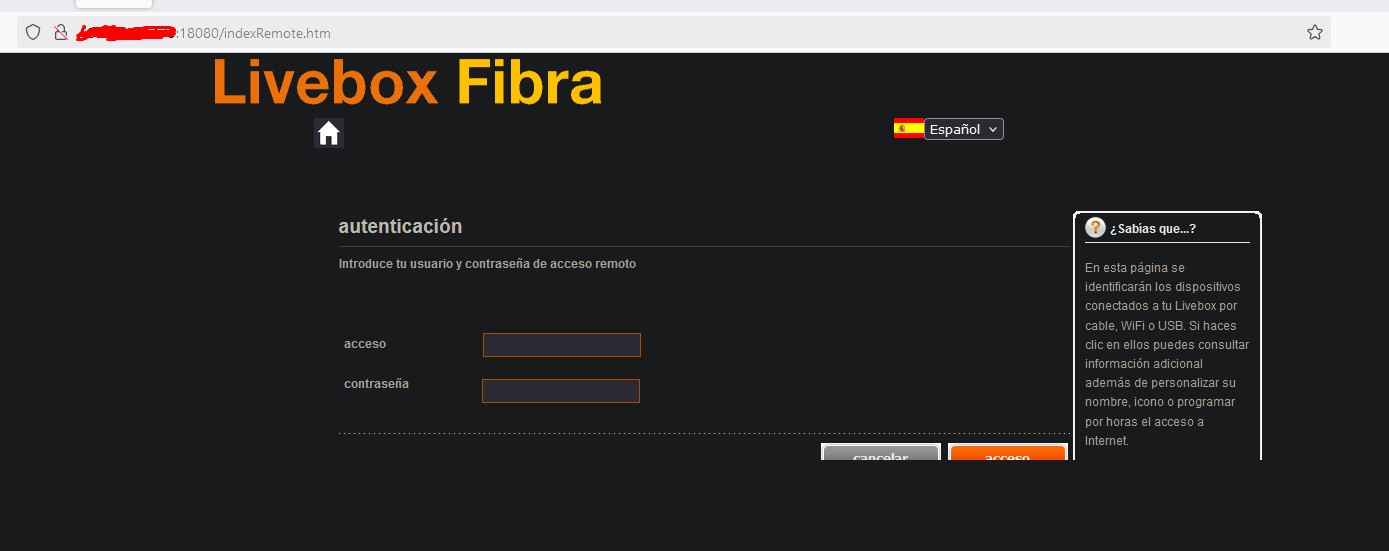 :18080/indexRemote.htm
Livebox Fibra
Español
autenticación
Introduce tu usuario y contraseña de acceso remoto
acceso
contraseña
cancelar
acceso
¿Sabías que...?
En esta página se
identificarán los dispositivos
conectados a tu Livebox por
cable, WiFi o USB. Si haces
clic en ellos puedes consultar
información adicional
además de personalizar su
nombre, icono o programar
por horas el acceso a
Internet.